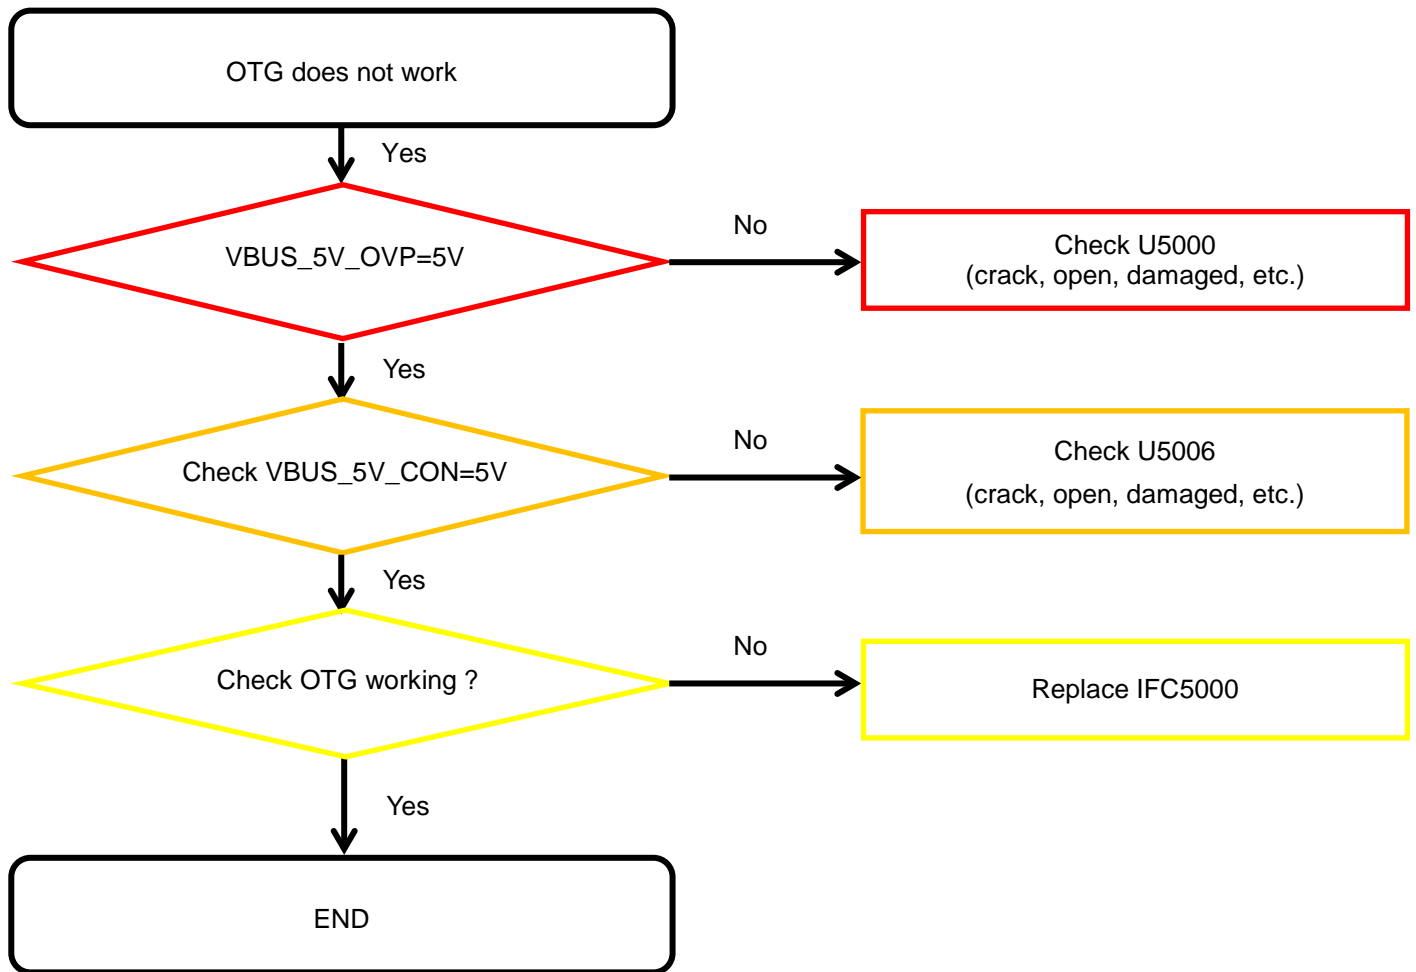 OTG does not work
Yes
VBUS_5V_OVP=5V
No
Check U5000
(crack, open, damaged, etc.)
Yes
Check VBUS_5V_CON=5V
No
Check U5006
(crack, open, damaged, etc.)
Yes
Check OTG working ?
No
Replace IFC5000
Yes
END